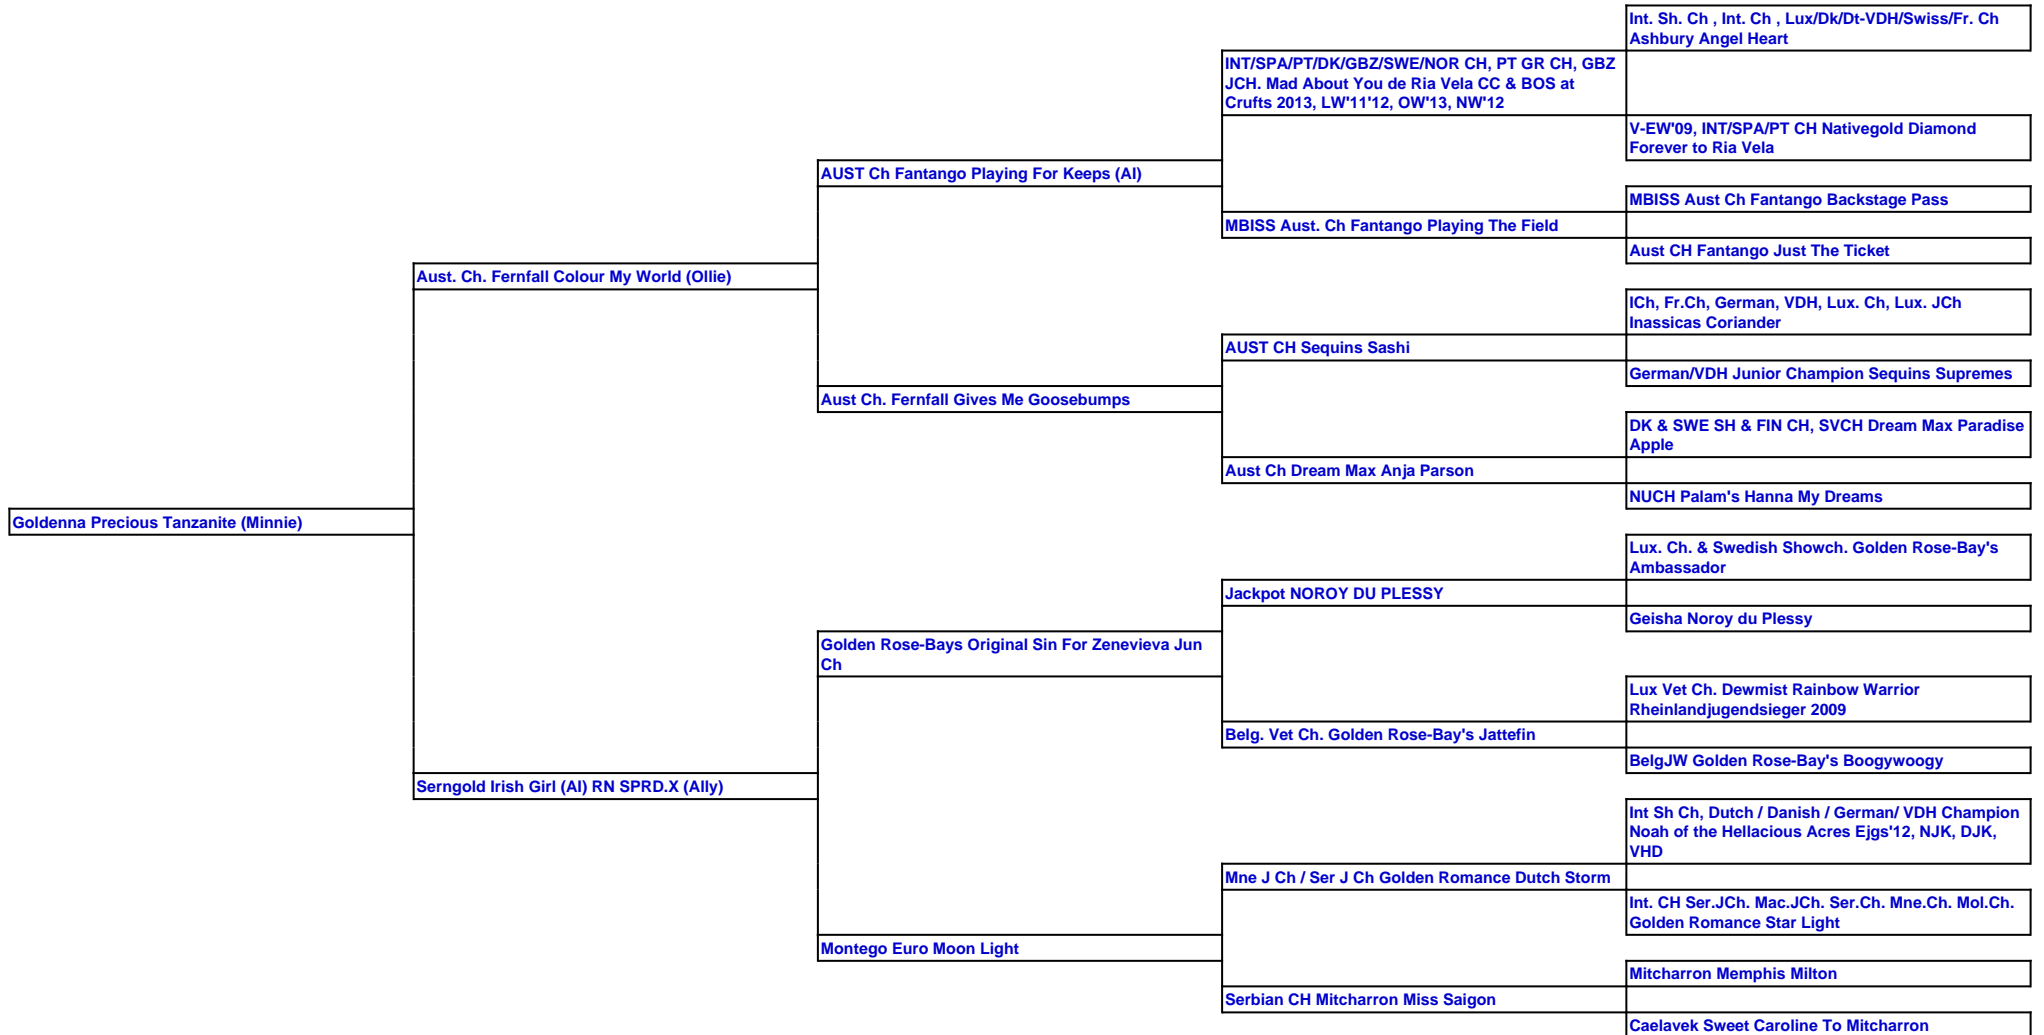 Int. Sh. Ch , Int. Ch , Lux/Dk/Dt-VDH/Swiss/Fr. Ch
Ashbury Angel Heart
INT/SPA/PT/DK/GBZ/SWE/NOR CH, PT GR CH, GBZ
JCH. Mad About You de Ria Vela CC & BOS at
Crufts 2013, LW'11'12, OW'13, NW'12
V-EW'09, INT/SPA/PT CH Nativegold Diamond
Forever to Ria Vela
AUST Ch Fantango Playing For Keeps (AI)
MBISS Aust Ch Fantango Backstage Pass
MBISS Aust. Ch Fantango Playing The Field
Aust CH Fantango Just The Ticket
Aust. Ch. Fernfall Colour My World (Ollie)
ICh, Fr.Ch, German, VDH, Lux. Ch, Lux. JCh
Inassicas Coriander
AUST CH Sequins Sashi
German/VDH Junior Champion Sequins Supremes
Aust Ch. Fernfall Gives Me Goosebumps
DK & SWE SH & FIN CH, SVCH Dream Max Paradise
Apple
Aust Ch Dream Max Anja Parson
NUCH Palam's Hanna My Dreams
Goldenna Precious Tanzanite (Minnie)
Lux. Ch. & Swedish Showch. Golden Rose-Bay's
Ambassador
Jackpot NOROY DU PLESSY
Geisha Noroy du Plessy
Golden Rose-Bays Original Sin For Zenevieva Jun
Ch
Lux Vet Ch. Dewmist Rainbow Warrior
Rheinlandjugendsieger 2009
Belg. Vet Ch. Golden Rose-Bay's Jattefin
BelgJW Golden Rose-Bay's Boogywoogy
Serngold Irish Girl (AI) RN SPRD.X (Ally)
Int Sh Ch, Dutch / Danish / German/ VDH Champion
Noah of the Hellacious Acres Ejgs'12, NJK, DJK,
VHD
Mne J Ch / Ser J Ch Golden Romance Dutch Storm
Int. CH Ser.JCh. Mac.JCh. Ser.Ch. Mne.Ch. Mol.Ch.
Golden Romance Star Light
Montego Euro Moon Light
Mitcharron Memphis Milton
Serbian CH Mitcharron Miss Saigon
Caelavek Sweet Caroline To Mitcharron